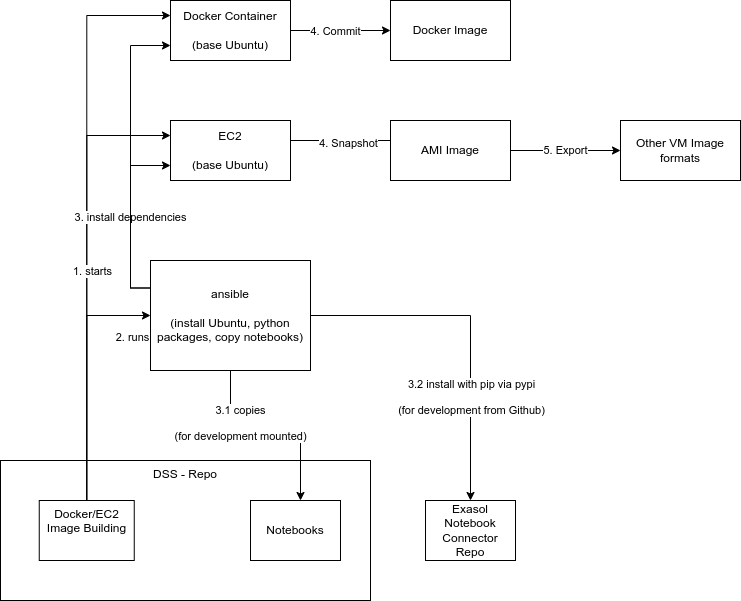 Docker Container
(base Ubuntu)
4. Commit
Docker Image
EC2
(base Ubuntu)
4. Snapshot
AMI Image
5. Export
Other VM Image
formats
3. install dependencies
1. starts
ansible
(install Ubuntu, python
packages, copy notebooks)
2. runs
3.1 copies
(for development mounted)
3.2 install with pip via pypi
(for development from Github)
DSS - Repo
Docker/EC2
Image Building
Notebooks
Exasol
Notebook
Connector
Repo